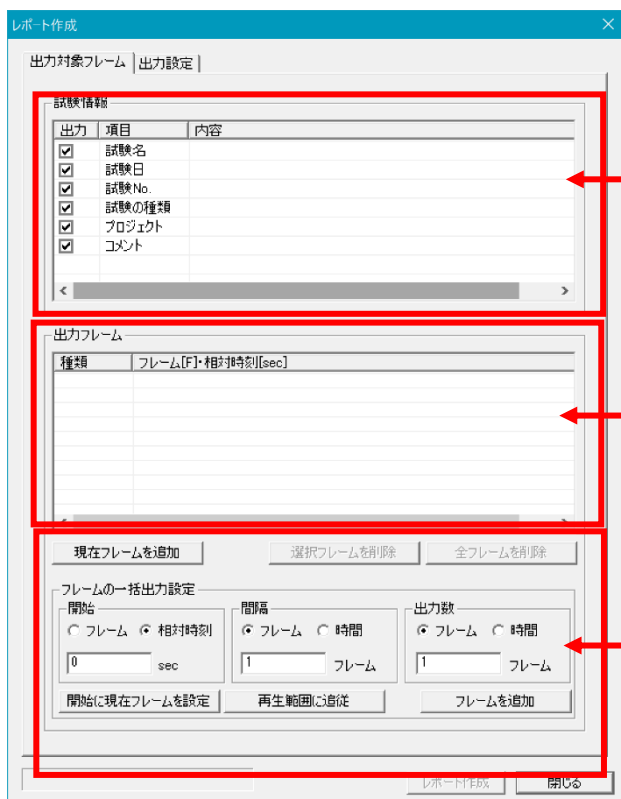 レポート作成
出力対象フレーム 出力設定
試験情報
出力 項目 内容
試験名
試験日
試験No.
試験の種類
プロジェクト
コメント
出力フレーム
種類 フレーム[F]・相対時刻[sec]
現在フレームを追加 選択フレームを削除 全フレームを削除
フレームの一括出力設定
開始 間隔 出力数
フレーム 相対時刻 フレーム 時間 フレーム 時間
0 sec 1 フレーム 1 フレーム
開始に現在フレームを設定 再生範囲に追従 フレームを追加
レポート作成 閉じる